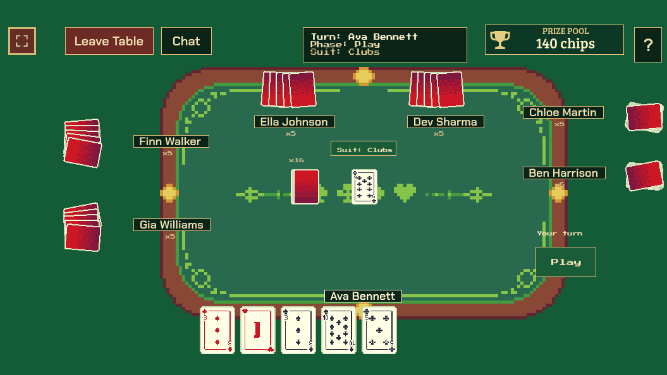 Leave Table
Chat
Turn: Ava Bennett
Phase: Play
Suit: Clubs
PRIZE POOL
140 chips
?
Ella Johnson
x5
Dev Sharma
x5
Chloe Martin
x5
Finn Walker
x5
Suit: Clubs
x16
Ben Harrison
Gia Williams
x5
Your turn
Play
Ava Bennett